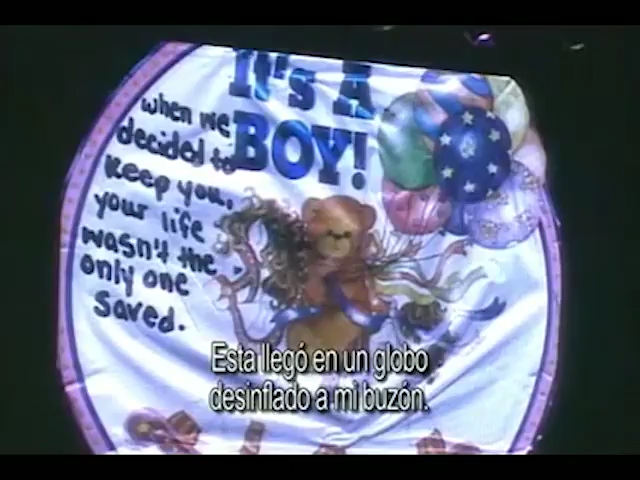 It's A
BOY!
when we
decided to
keep you,
your life
wasn't the
only one
saved.
Esta llegó en un globo
desinflado a mi buzón.